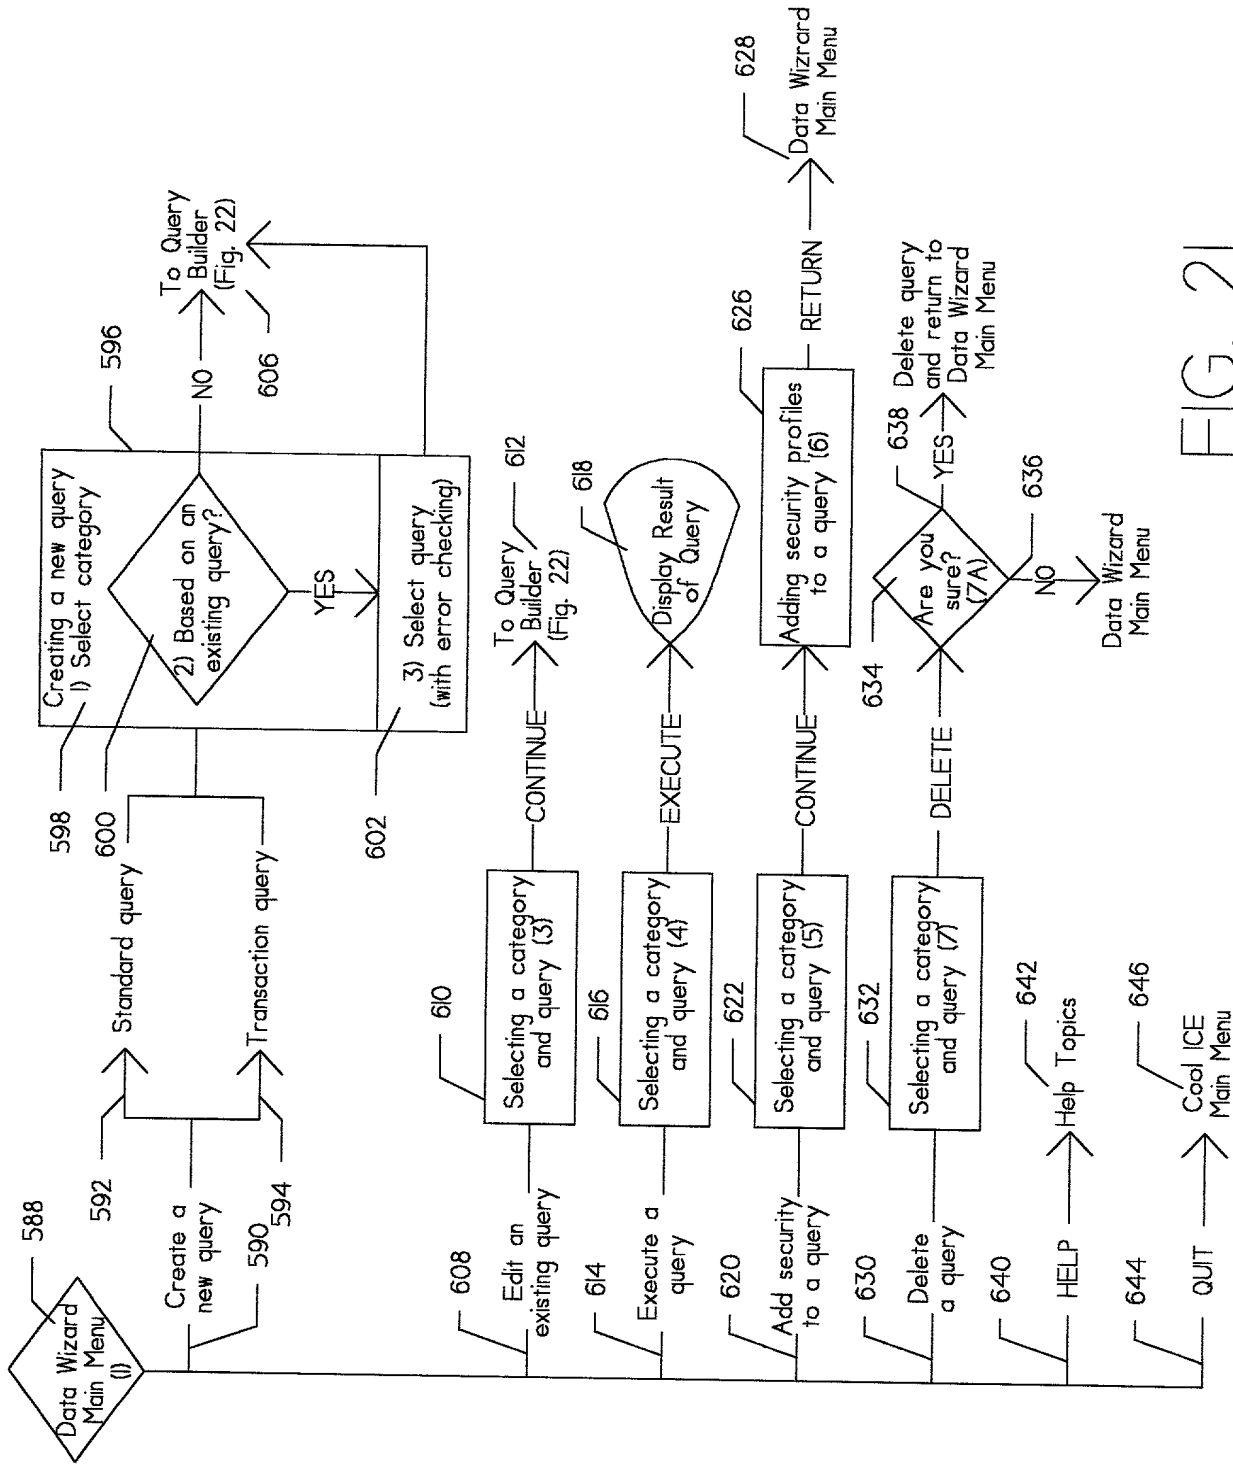 588
Data Wizard
Main Menu
(1)
592
Standard query
Create a
new query
590
594
Transaction query
598
600
602
Creating a new query
1) Select category
2) Based on an
existing query?
YES
3) Select query
(with error checking)
596
NO
To Query
Builder
(Fig. 22)
606
608
Edit an
existing query
610
Selecting a category
and query (3)
CONTINUE
To Query
Builder
(Fig. 22)
612
614
Execute a
query
616
Selecting a category
and query (4)
EXECUTE
618
Display Result
of Query
620
Add security
to a query
622
Selecting a category
and query (5)
CONTINUE
626
Adding security profiles
to a query (6)
RETURN
628
Data Wizrard
Main Menu
630
Delete
a query
632
Selecting a category
and query (7)
DELETE
634
Are you
sure?
(7A)
638
YES
Delete query
and return to
Data Wizard
Main Menu
636
NO
Data Wizard
Main Menu
640
HELP
642
Help Topics
644
QUIT
646
Cool ICE
Main Menu
FIG. 21